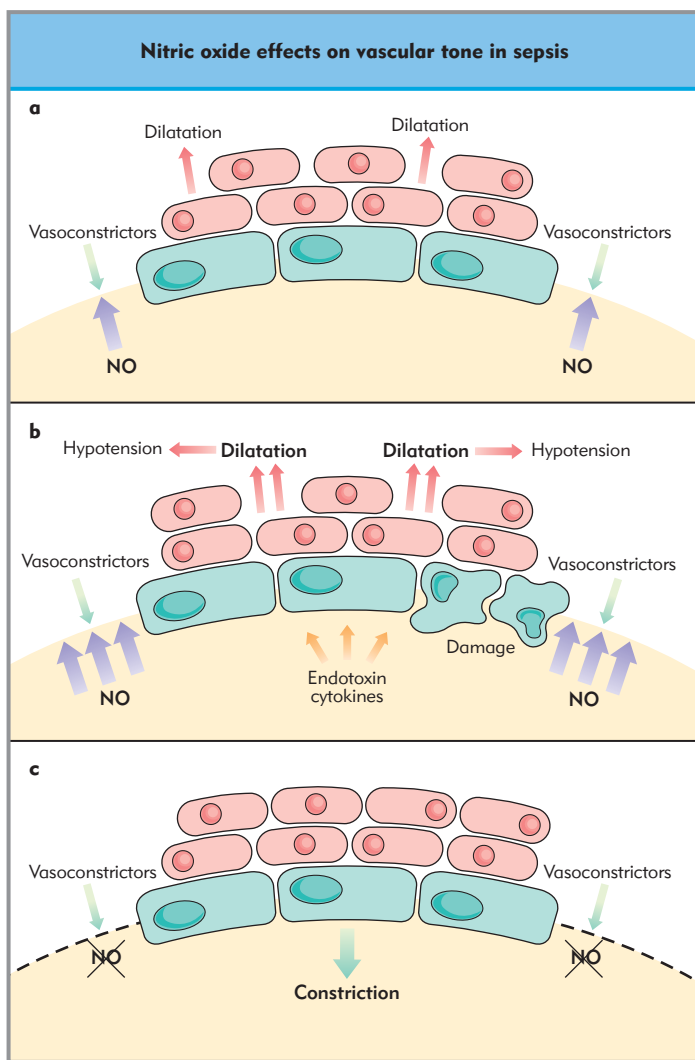 Nitric oxide effects on vascular tone in sepsis
a
Dilatation
Dilatation
Vasoconstrictors
Vasoconstrictors
NO
NO
b
Hypotension
Dilatation
Dilatation
Hypotension
Vasoconstrictors
Vasoconstrictors
Damage
NO
Endotoxin
cytokines
NO
c
Vasoconstrictors
Vasoconstrictors
NO
NO
Constriction